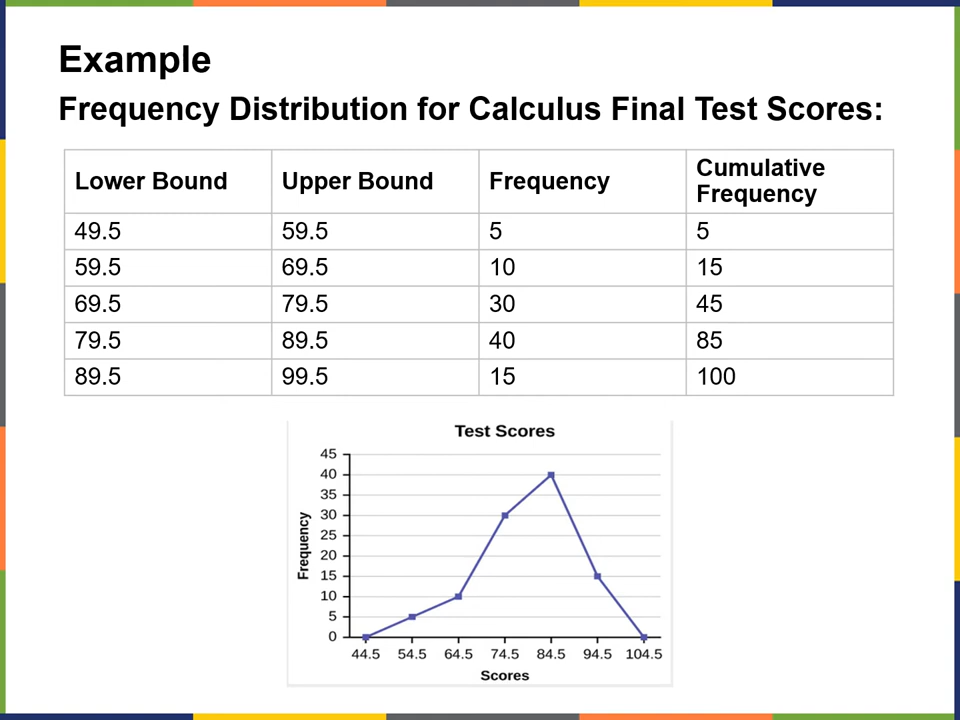 Example
Frequency Distribution for Calculus Final Test Scores:
Lower Bound Upper Bound Frequency Cumulative Frequency
49.5 59.5 5 5
59.5 69.5 10 15
69.5 79.5 30 45
79.5 89.5 40 85
89.5 99.5 15 100
Test Scores
45
40
35
30
25
20
15
10
5
0
Frequency
44.5 54.5 64.5 74.5 84.5 94.5 104.5
Scores